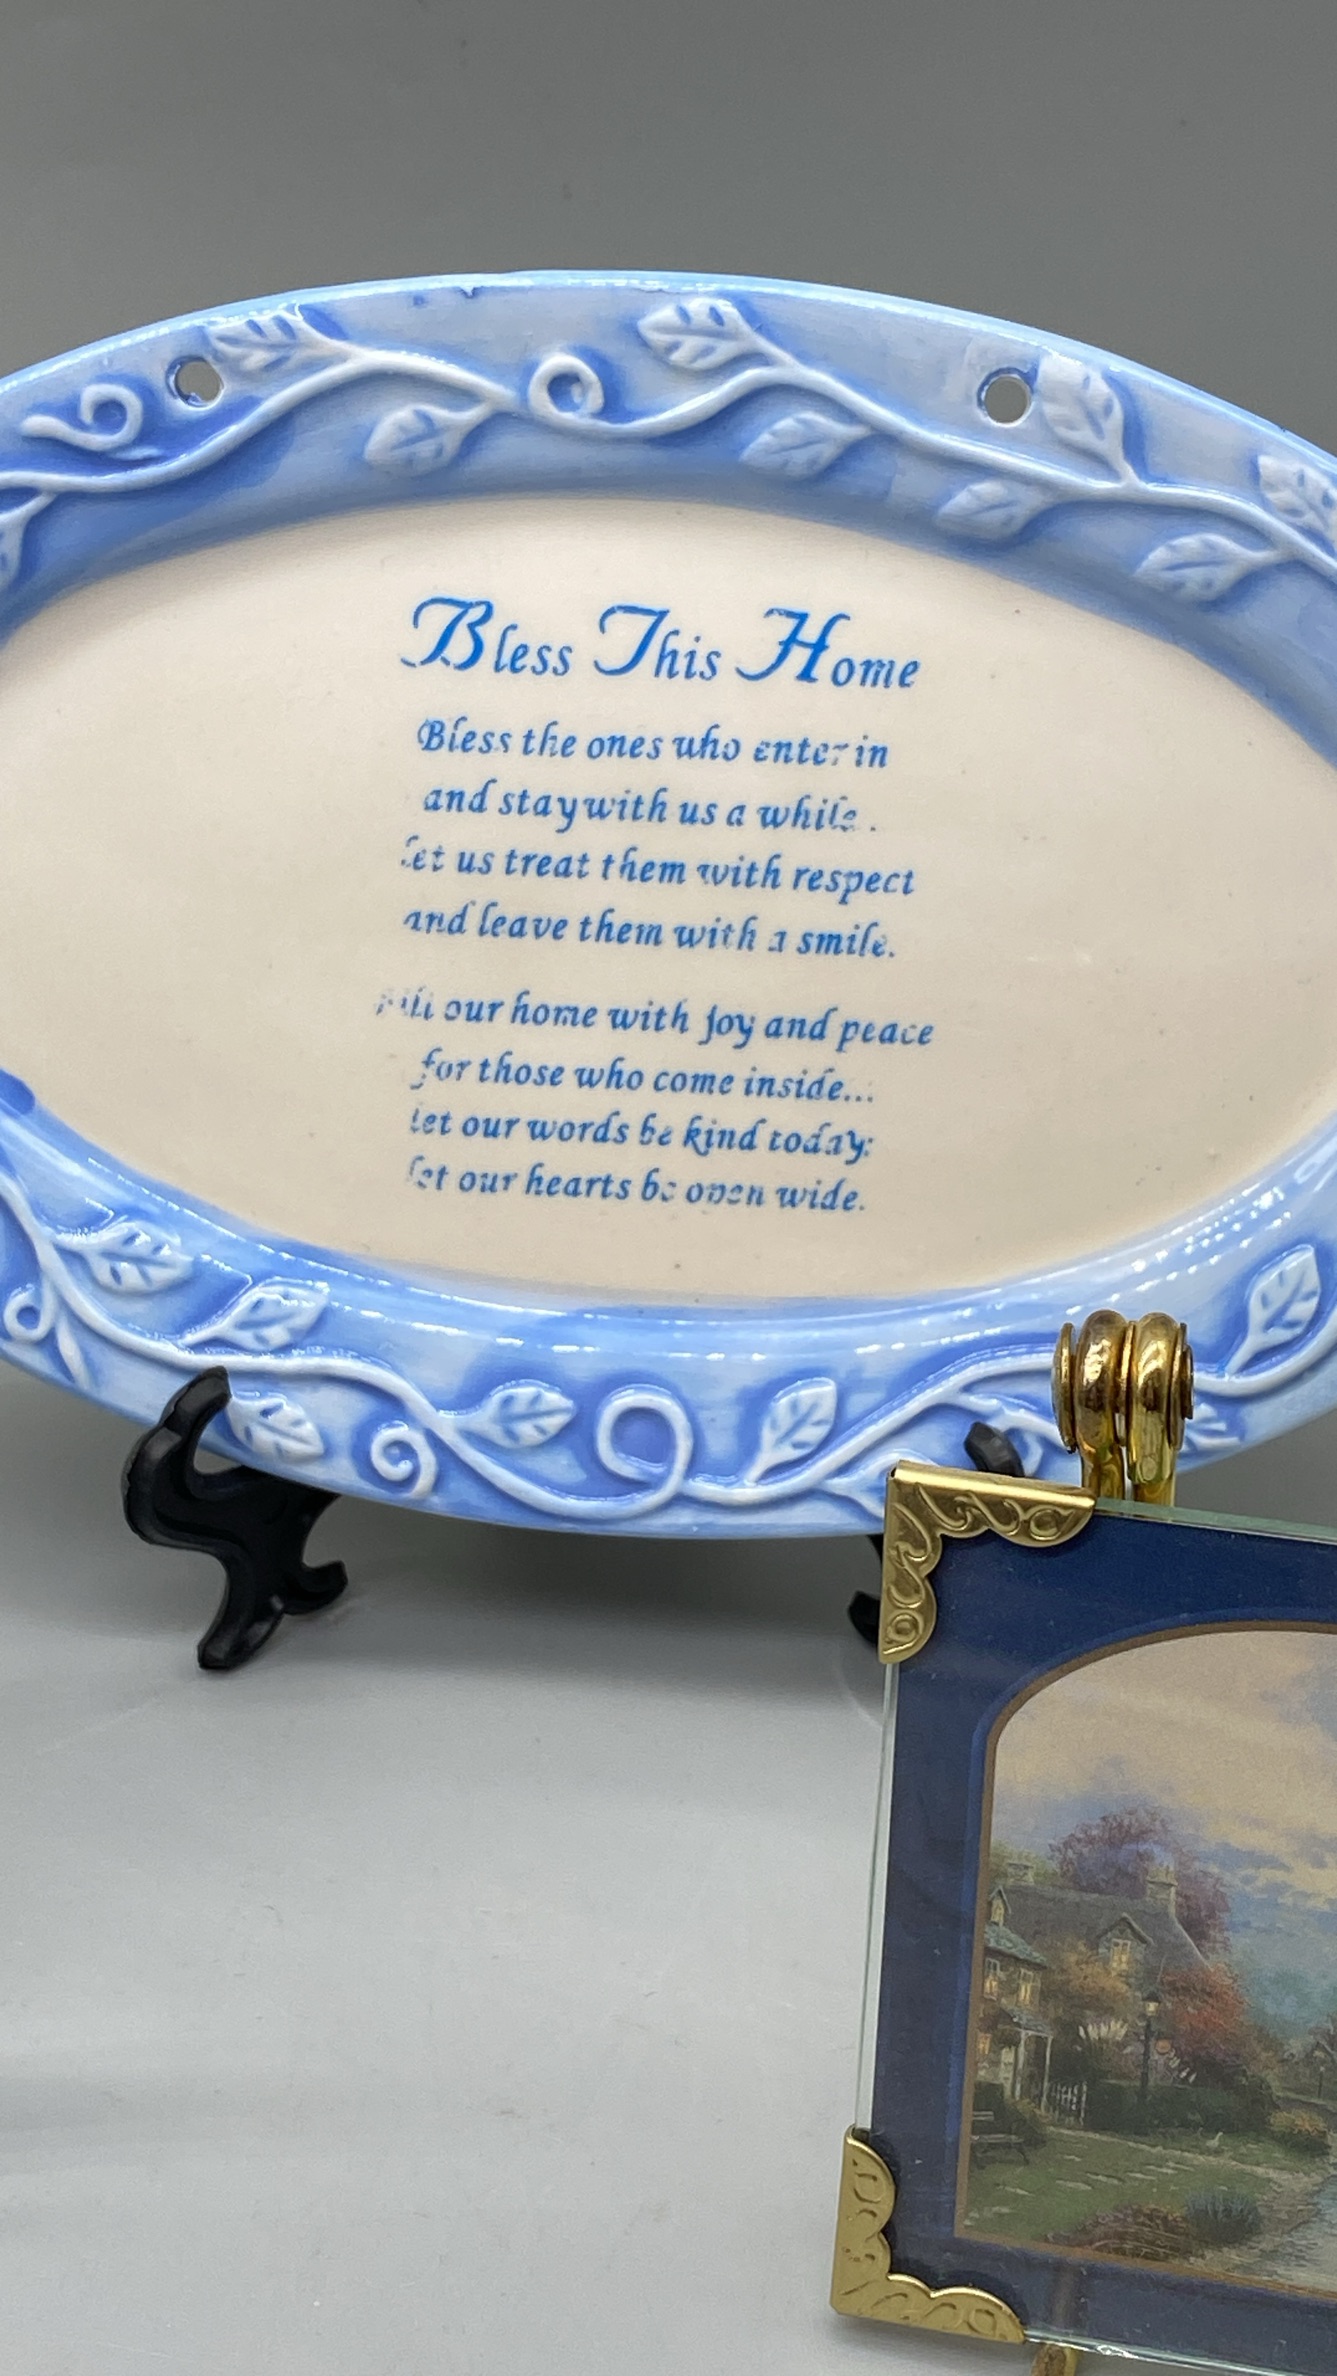 Bless This Home
Bless the ones who enter in
and stay with us a while.
let us treat them with respect
and leave them with a smile.
Fill our home with joy and peace
for those who come inside...
let our words be kind today;
let our hearts be open wide.